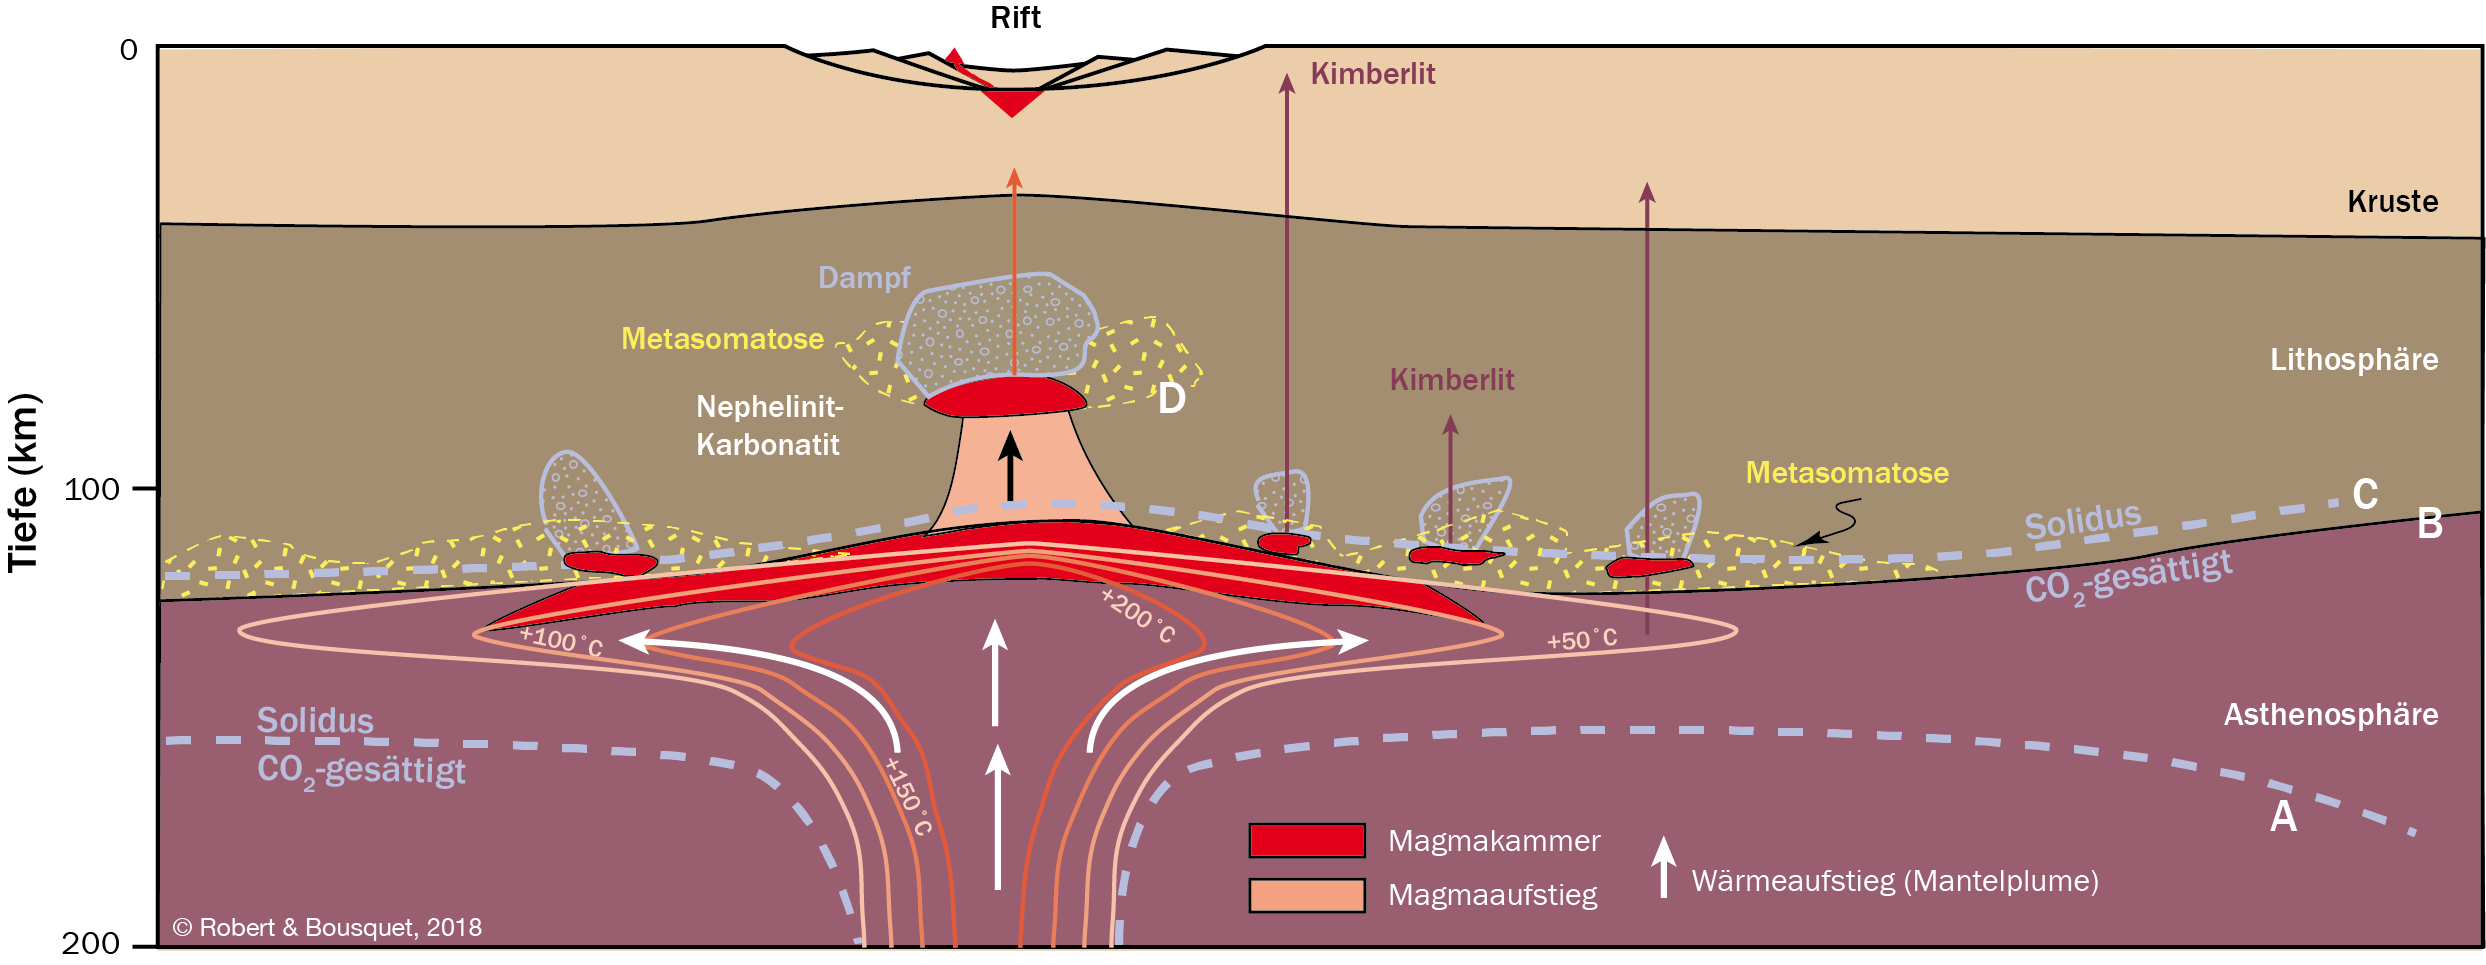 Rift
0
Kimberlit
Kruste
Dampf
Metasomatose
Lithosphäre
Kimberlit
D
Nephelinit-
Karbonatit
Metasomatose
Tiefe (km)
100
C
Solidus
B
CO2-gesättigt
+200°C
+100°C
+50°C
Asthenosphäre
Solidus
CO2-gesättigt
+150°C
A
Magmakammer
Wärmeaufstieg (Mantelplume)
Magmaaufstieg
© Robert & Bousquet, 2018
200